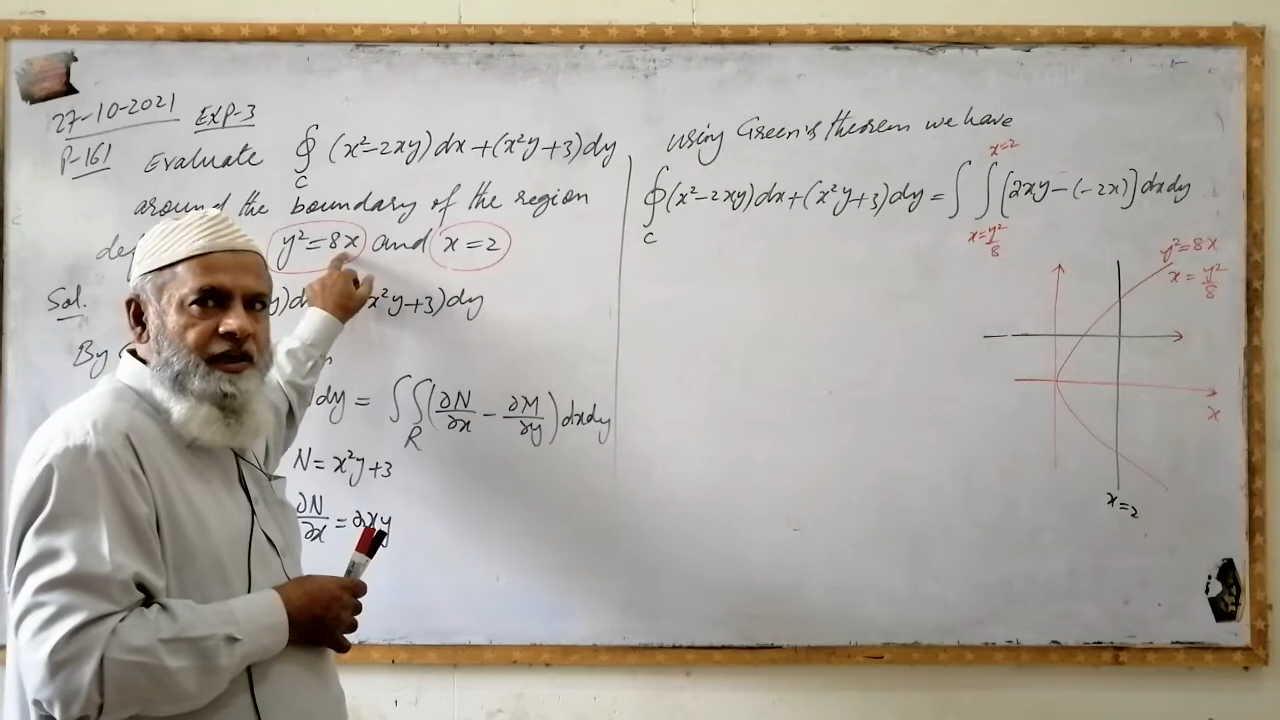 27-10-2021 EXP-3
P-161 Evaluate ∮_C (x²-2xy)dx+(x²y+3)dy
around the boundary of the region
y²=8x and x=2
Sol.
x²y+3)dy
By
dy = ∫∫_R (∂N/∂x - ∂M/∂y) dxdy
N=x²y+3
∂N/∂x = 2xy
using Green's theorem we have
∮_C (x²-2xy)dx+(x²y+3)dy = ∫ ∫_{x=y²/8}^{x=2} [2xy-(-2x)] dxdy
y²=8x
x = y²/8
x
x=2